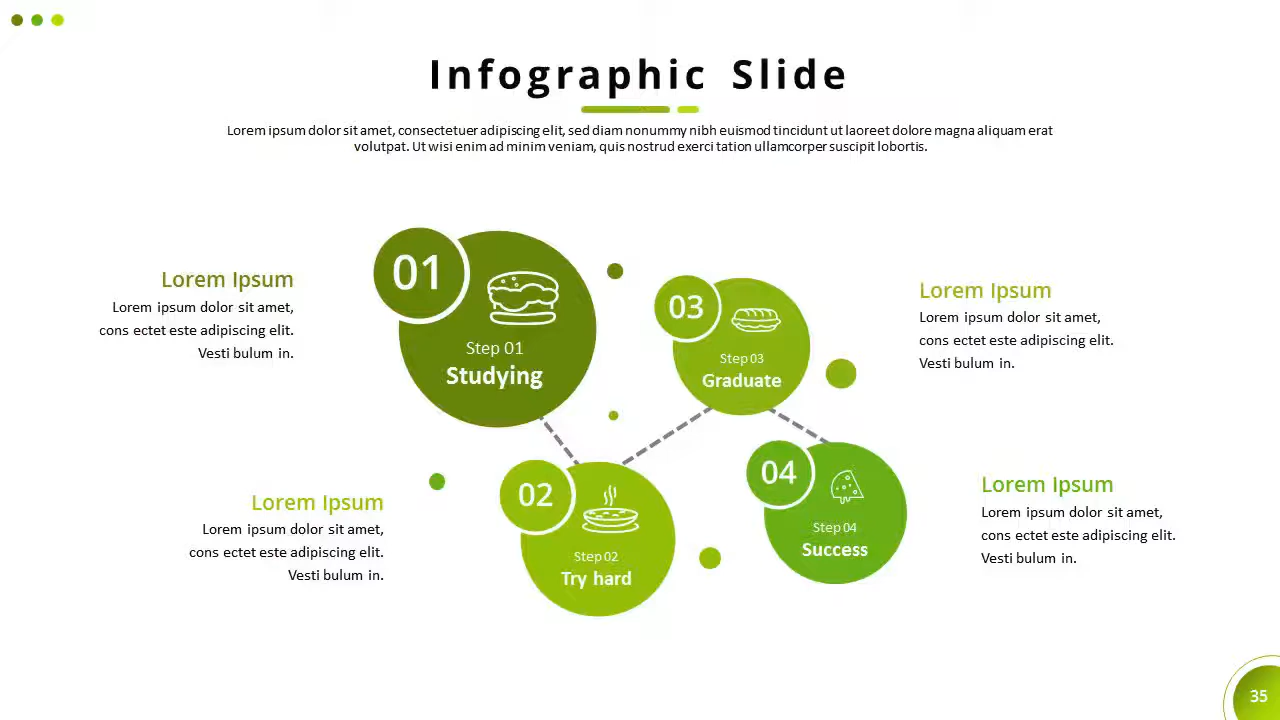 Infographic Slide
Lorem ipsum dolor sit amet, consectetuer adipiscing elit, sed diam nonummy nibh euismod tincidunt ut laoreet dolore magna aliquam erat
volutpat. Ut wisi enim ad minim veniam, quis nostrud exerci tation ullamcorper suscipit lobortis.
Lorem Ipsum
Lorem ipsum dolor sit amet,
cons ectet este adipiscing elit.
Vesti bulum in.
01
Step 01
Studying
03
Step 03
Graduate
Lorem Ipsum
Lorem ipsum dolor sit amet,
cons ectet este adipiscing elit.
Vesti bulum in.
Lorem Ipsum
Lorem ipsum dolor sit amet,
cons ectet este adipiscing elit.
Vesti bulum in.
02
Step 02
Try hard
04
Step 04
Success
Lorem Ipsum
Lorem ipsum dolor sit amet,
cons ectet este adipiscing elit.
Vesti bulum in.
35